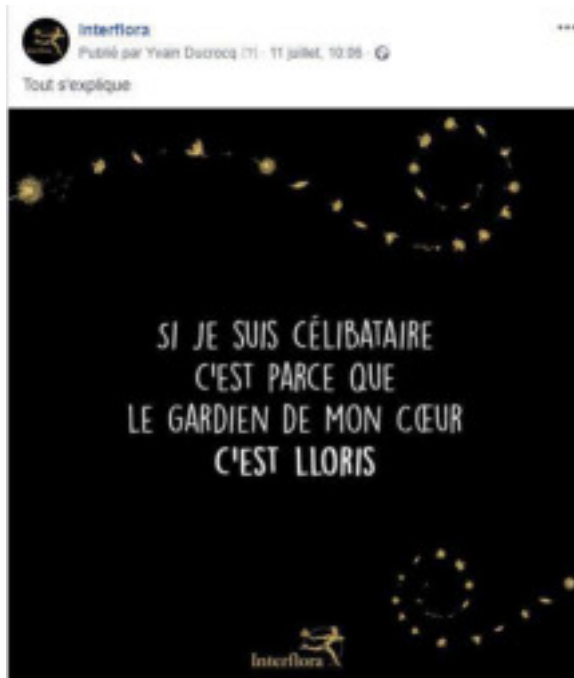 Interflora
Publié par Yvain Ducrocq [?] · 11 juillet, 10:06 ·
Tout s'explique
SI JE SUIS CÉLIBATAIRE
C'EST PARCE QUE
LE GARDIEN DE MON CŒUR
C'EST LLORIS
Interflora